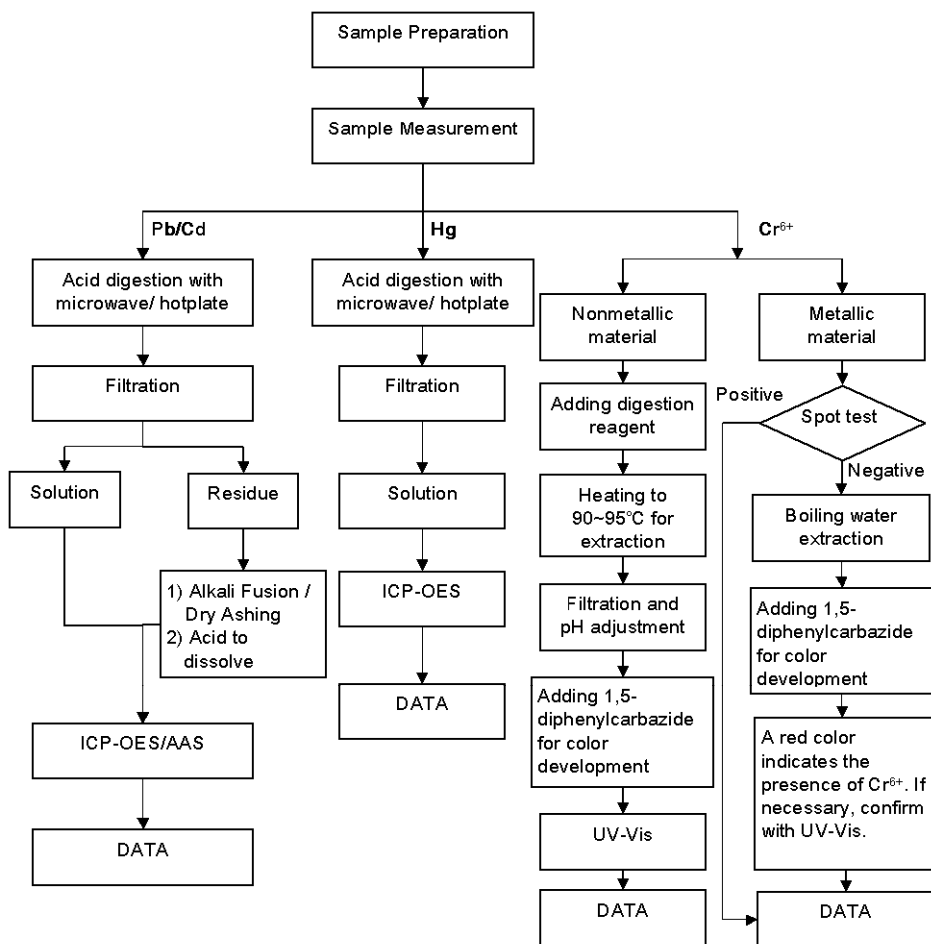 Sample Preparation
Sample Measurement
Pb/Cd
Hg
Cr⁶⁺
Acid digestion with
microwave/ hotplate
Filtration
Solution
Residue
1) Alkali Fusion /
Dry Ashing
2) Acid to
dissolve
ICP-OES/AAS
DATA
Acid digestion with
microwave/ hotplate
Filtration
Solution
ICP-OES
DATA
Nonmetallic
material
Adding digestion
reagent
Heating to
90~95°C for
extraction
Filtration and
pH adjustment
Adding 1,5-
diphenylcarbazide
for color
development
UV-Vis
DATA
Metallic
material
Positive
Spot test
Negative
Boiling water
extraction
Adding 1,5-
diphenylcarbazide
for color
development
A red color
indicates the
presence of Cr⁶⁺. If
necessary, confirm
with UV-Vis.
DATA